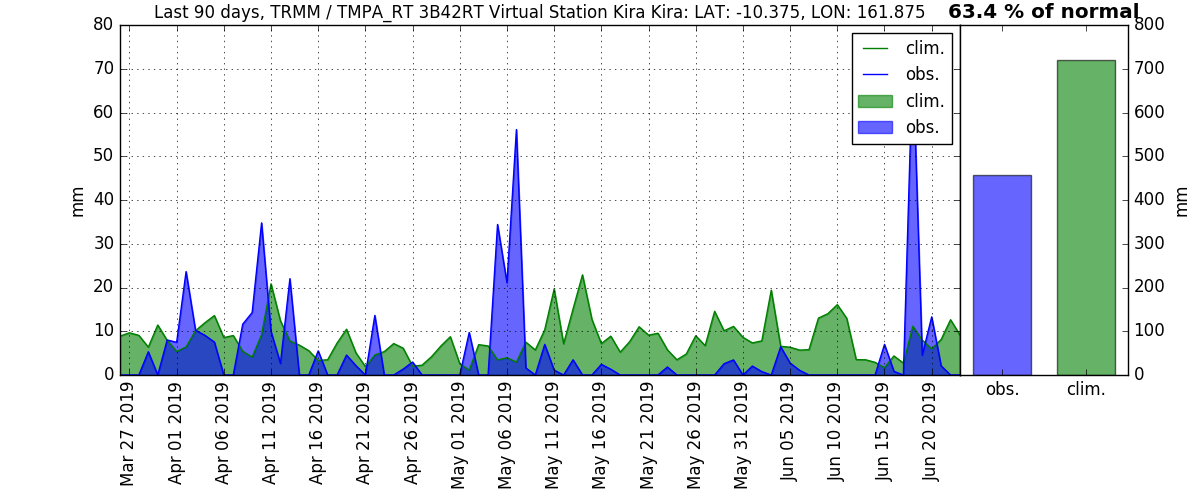 Last 90 days, TRMM / TMPA_RT 3B42RT Virtual Station Kira Kira: LAT: -10.375, LON: 161.875
63.4 % of normal
80
70
60
50
40
30
20
10
0
mm
clim.
obs.
clim.
obs.
800
700
600
500
400
300
200
100
0
mm
obs.
clim.
Mar 27 2019
Apr 01 2019
Apr 06 2019
Apr 11 2019
Apr 16 2019
Apr 21 2019
Apr 26 2019
May 01 2019
May 06 2019
May 11 2019
May 16 2019
May 21 2019
May 26 2019
May 31 2019
Jun 05 2019
Jun 10 2019
Jun 15 2019
Jun 20 2019